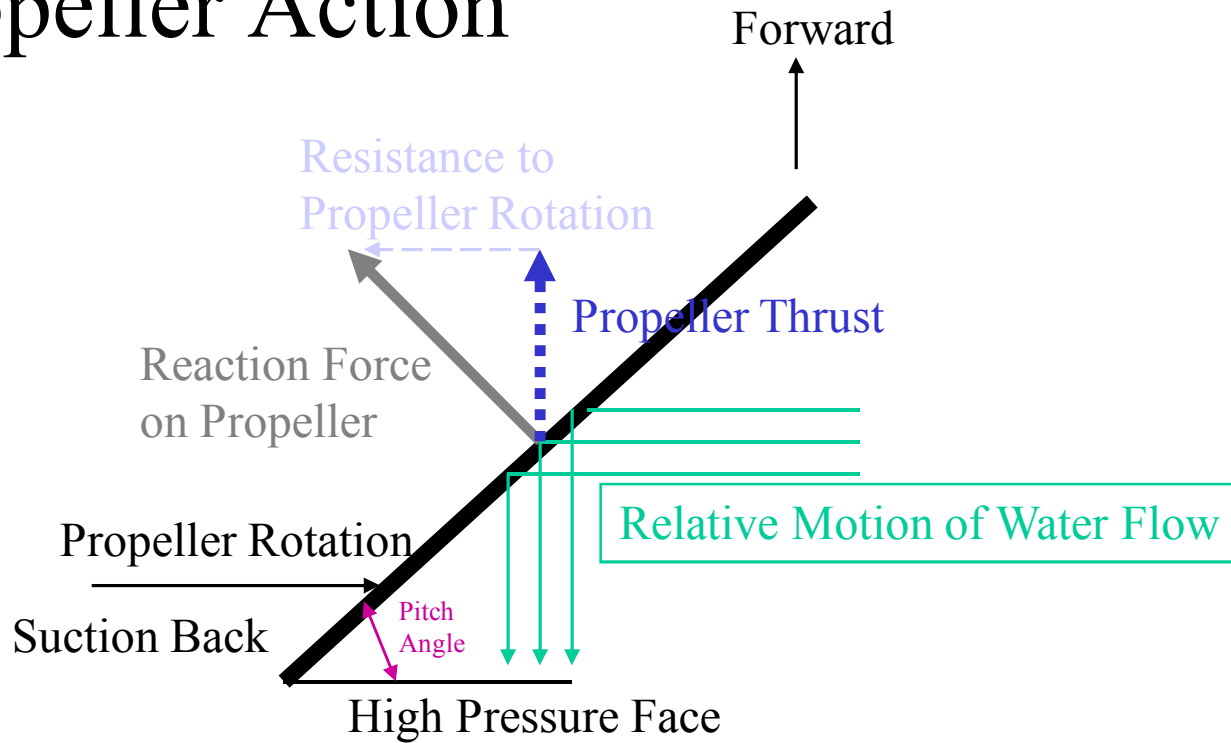 peller Action
Forward
Resistance to
Propeller Rotation
Propeller Thrust
Reaction Force
on Propeller
Relative Motion of Water Flow
Propeller Rotation
Pitch
Angle
Suction Back
High Pressure Face